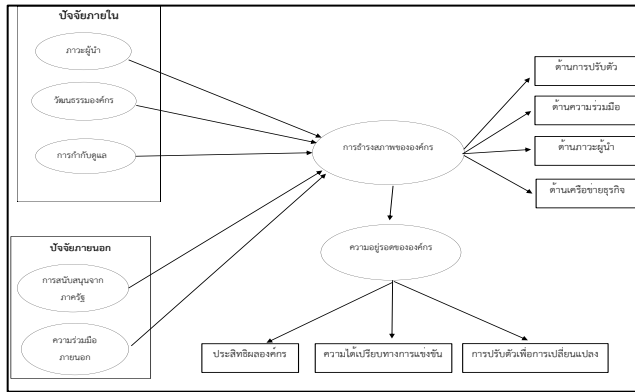 ปัจจัยภายใน
ภาวะผู้นำ
วัฒนธรรมองค์กร
การกำกับดูแล
การธำรงสภาพขององค์กร
ด้านการปรับตัว
ด้านความร่วมมือ
ด้านภาวะผู้นำ
ด้านเครือข่ายธุรกิจ
ปัจจัยภายนอก
การสนับสนุนจาก
ภาครัฐ
ความร่วมมือ
ภายนอก
ความอยู่รอดขององค์กร
ประสิทธิผลองค์กร
ความได้เปรียบทางการแข่งขัน
การปรับตัวเพื่อการเปลี่ยนแปลง